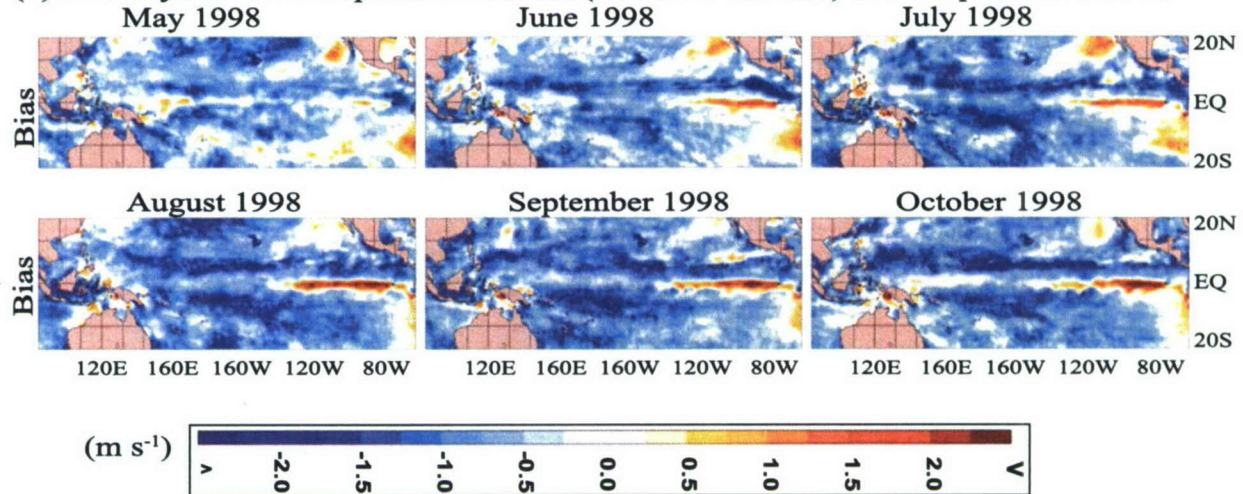 May 1998 June 1998 July 1998
20N
Bias EQ
20S
August 1998 September 1998 October 1998
20N
Bias EQ
20S
120E 160E 160W 120W 80W 120E 160E 160W 120W 80W 120E 160E 160W 120W 80W
(m s⁻¹) < -2.0 -1.5 -1.0 -0.5 0.0 0.5 1.0 1.5 2.0 >